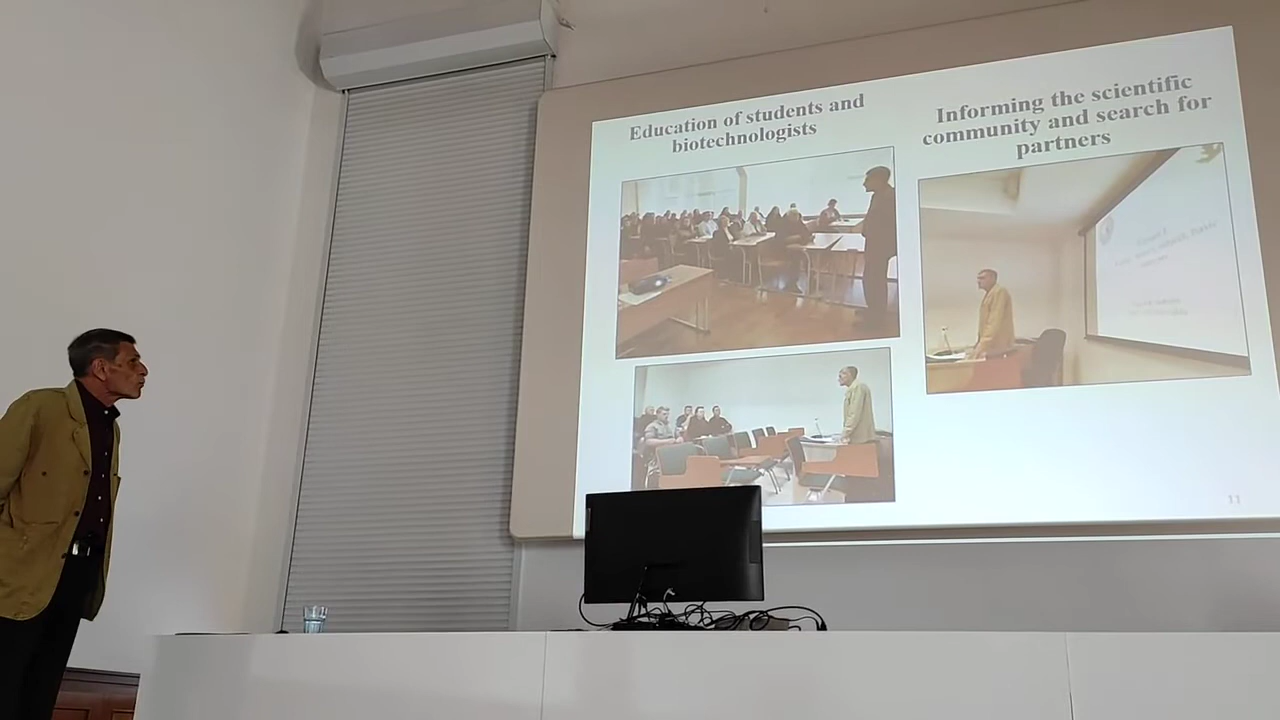 Education of students and
biotechnologists
Informing the scientific
community and search for
partners
11